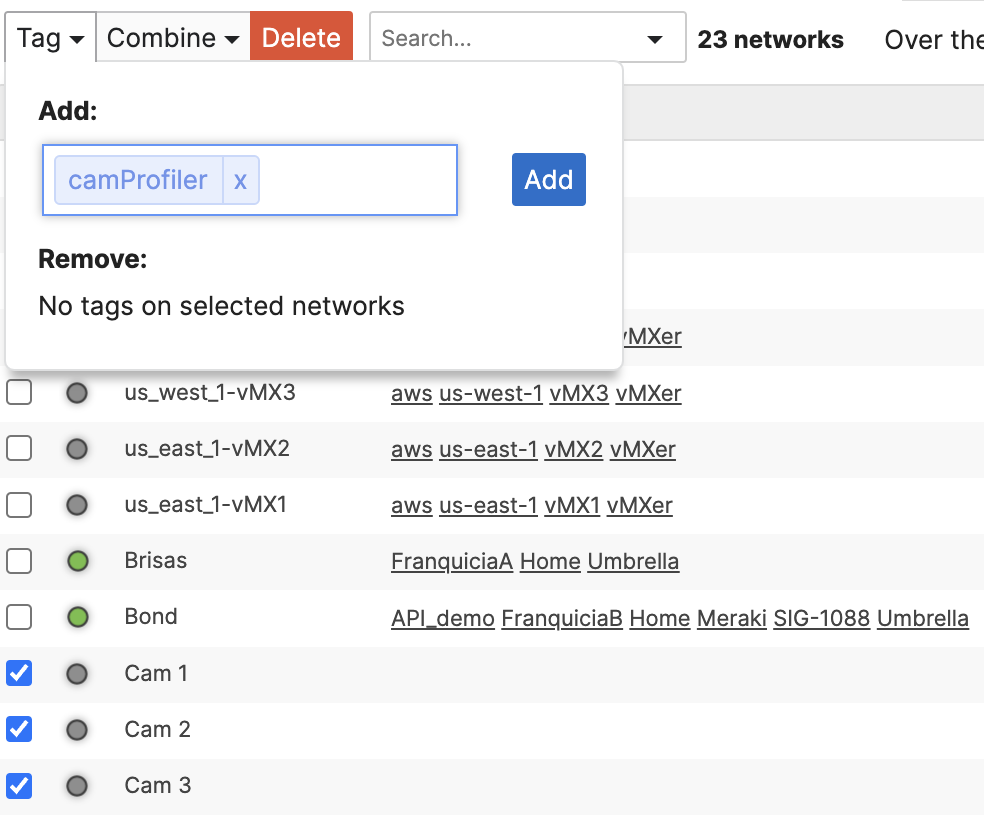 Tag Combine Delete Search... 23 networks Over the
Add:
camProfiler x Add
Remove:
No tags on selected networks
vMXer
us_west_1-vMX3 aws us-west-1 vMX3 vMXer
us_east_1-vMX2 aws us-east-1 vMX2 vMXer
us_east_1-vMX1 aws us-east-1 vMX1 vMXer
Brisas FranquiciaA Home Umbrella
Bond API_demo FranquiciaB Home Meraki SIG-1088 Umbrella
Cam 1
Cam 2
Cam 3